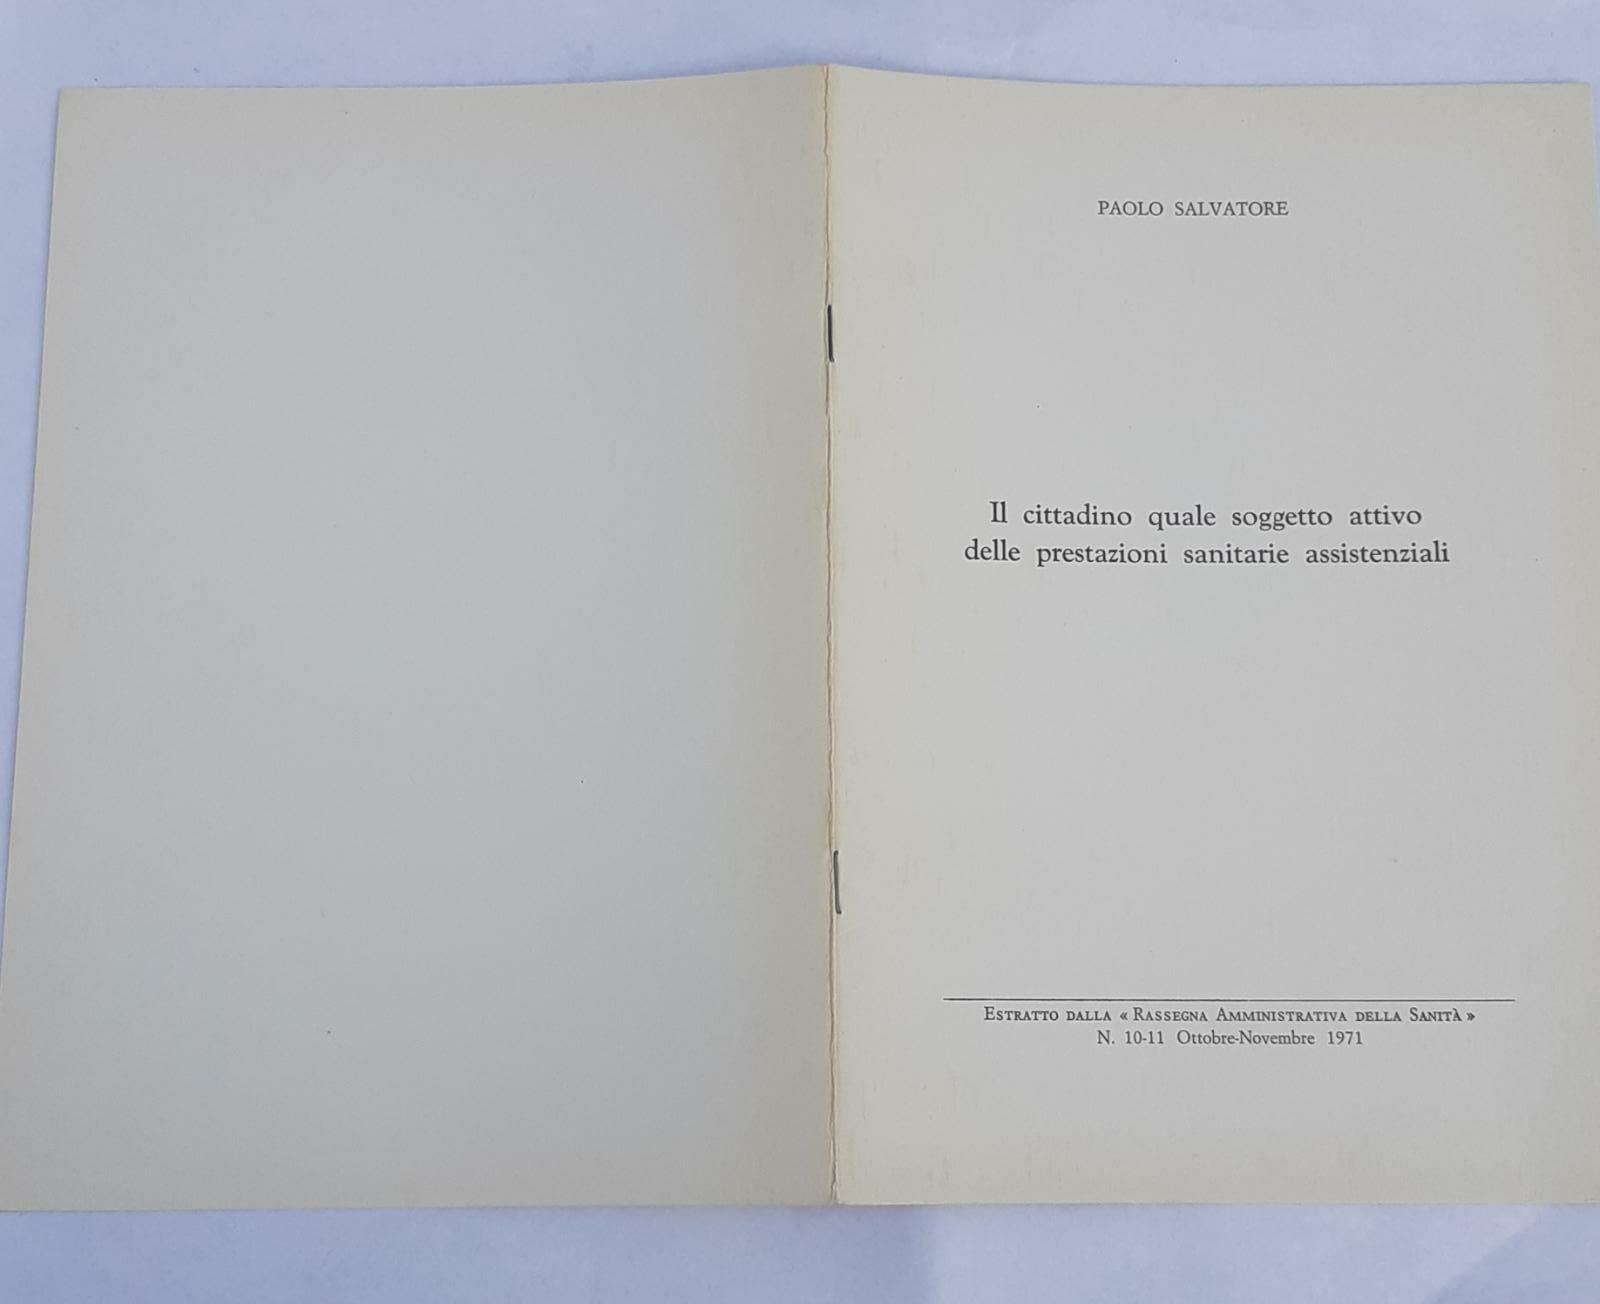 PAOLO SALVATORE
Il cittadino quale soggetto attivo
delle prestazioni sanitarie assistenziali
Estratto dalla « Rassegna Amministrativa della Sanità »
N. 10-11 Ottobre-Novembre 1971